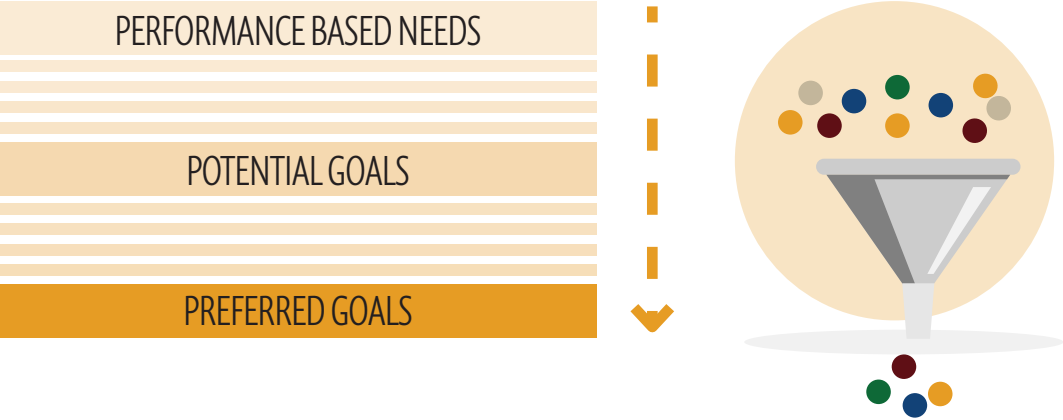 PERFORMANCE BASED NEEDS
POTENTIAL GOALS
PREFERRED GOALS